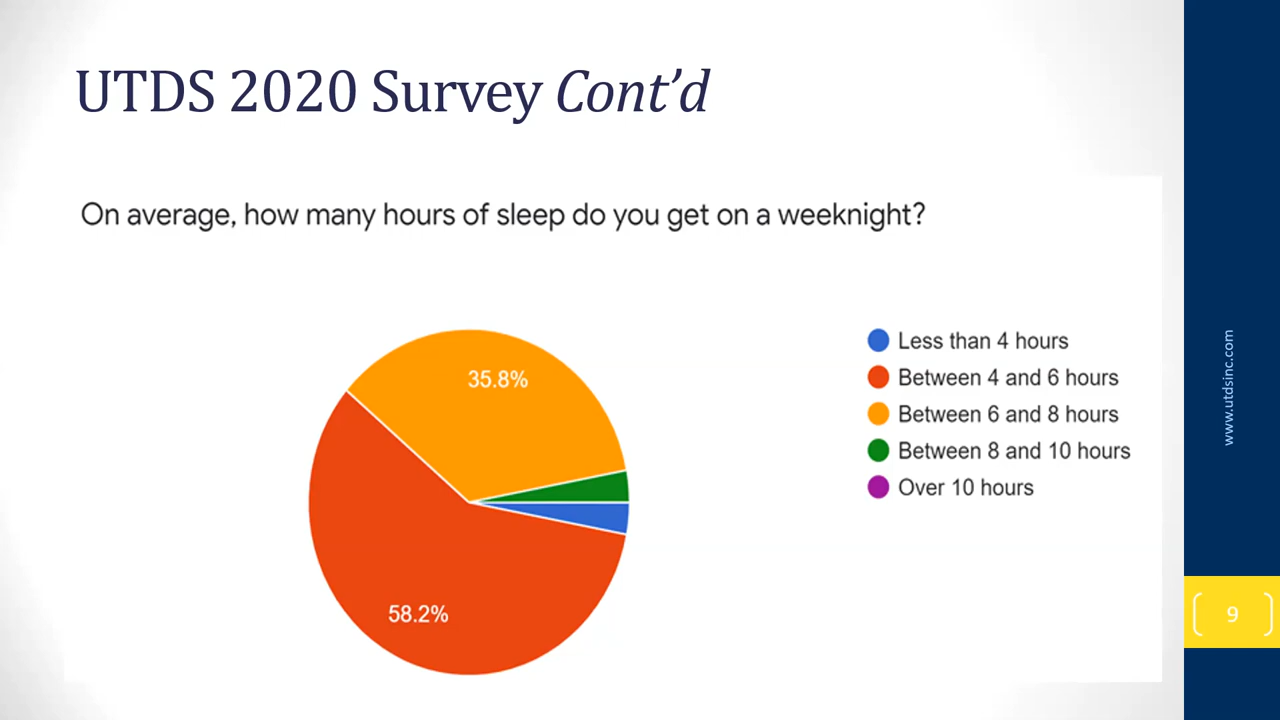 UTDS 2020 Survey Cont’d
On average, how many hours of sleep do you get on a weeknight?
35.8%
58.2%
Less than 4 hours
Between 4 and 6 hours
Between 6 and 8 hours
Between 8 and 10 hours
Over 10 hours
www.utdsinc.com
9